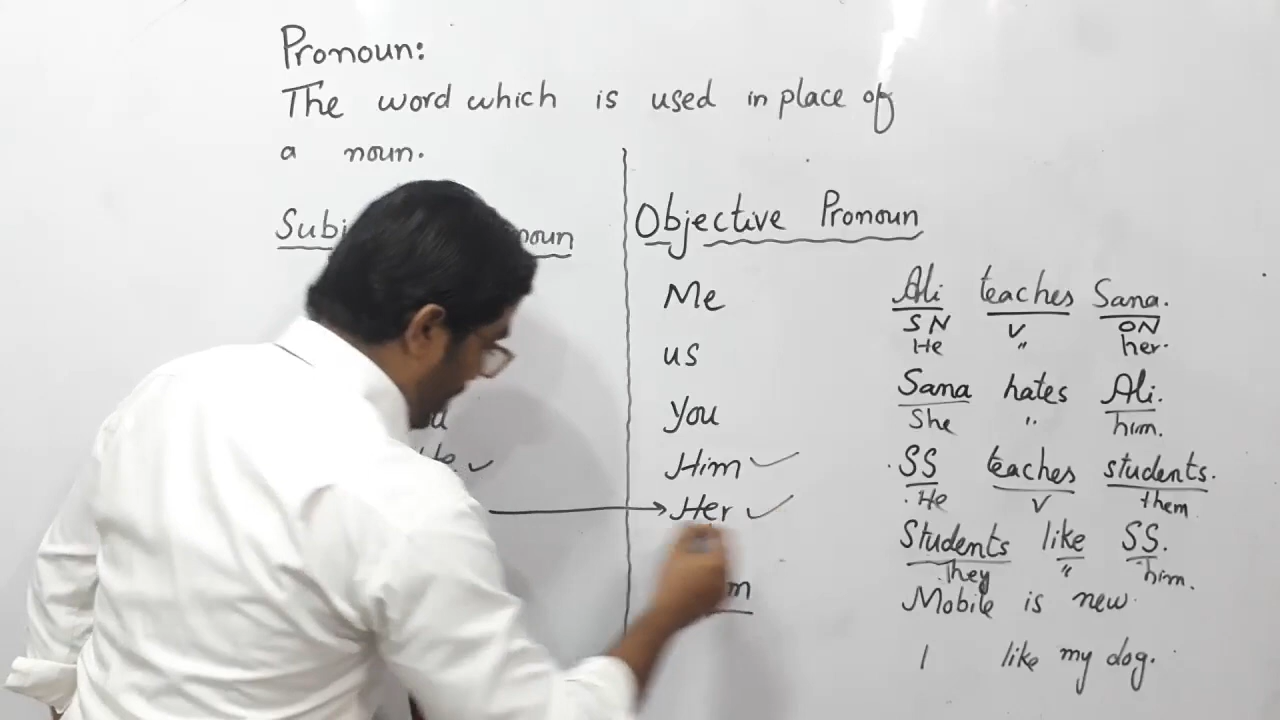 Pronoun:
The word which is used in place of
a noun.
Objective Pronoun
Me
us
You
Him ✓
Her ✓
Ali teaches Sana.
SN V ON
He " her.
Sana hates Ali.
She " him.
SS teaches students.
He V them
Students like SS.
They " him.
Mobile is new.
I like my dog.